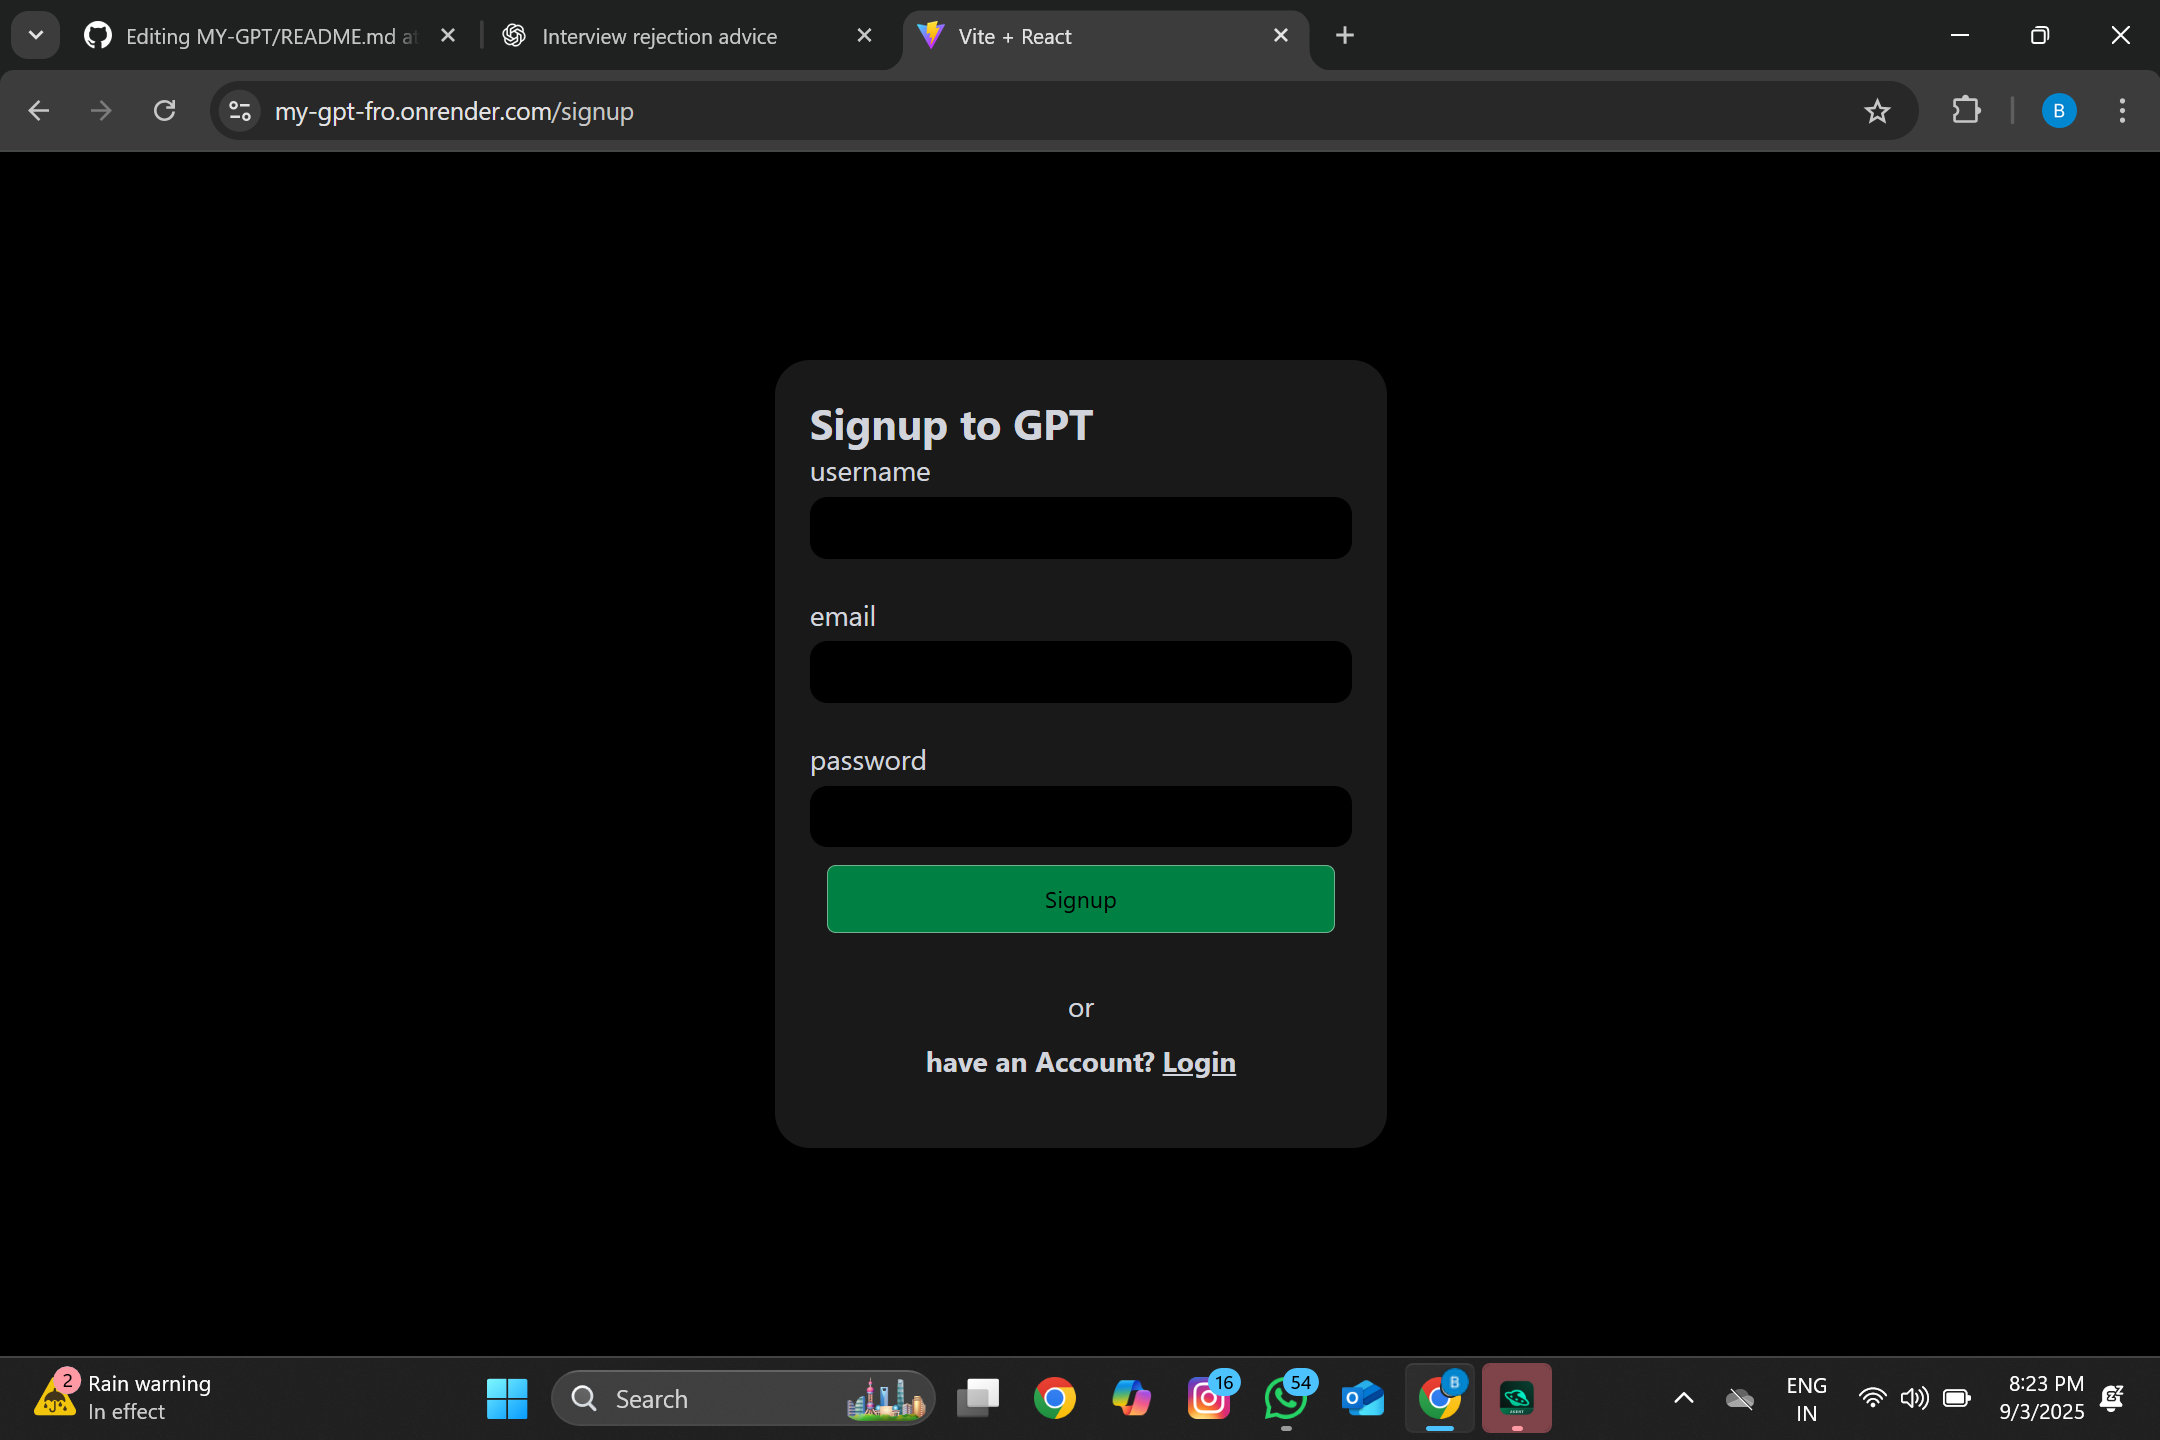 Editing MY-GPT/README.md at
Interview rejection advice
Vite + React
my-gpt-fro.onrender.com/signup
B
Signup to GPT
username
email
password
Signup
or
have an Account? Login
2
Rain warning
In effect
Search
16
54
B
ENG
IN
8:23 PM
9/3/2025